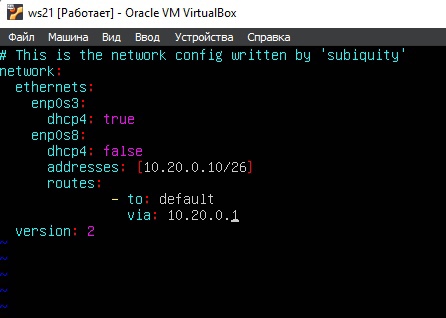 ws21 [Работает] - Oracle VM VirtualBox
Файл Машина Вид Ввод Устройства Справка
# This is the network config written by 'subiquity'
network:
  ethernets:
    enp0s3:
      dhcp4: true
    enp0s8:
      dhcp4: false
      addresses: [10.20.0.10/26]
      routes:
              - to: default
                via: 10.20.0.1
  version: 2
~
~
~
~
~